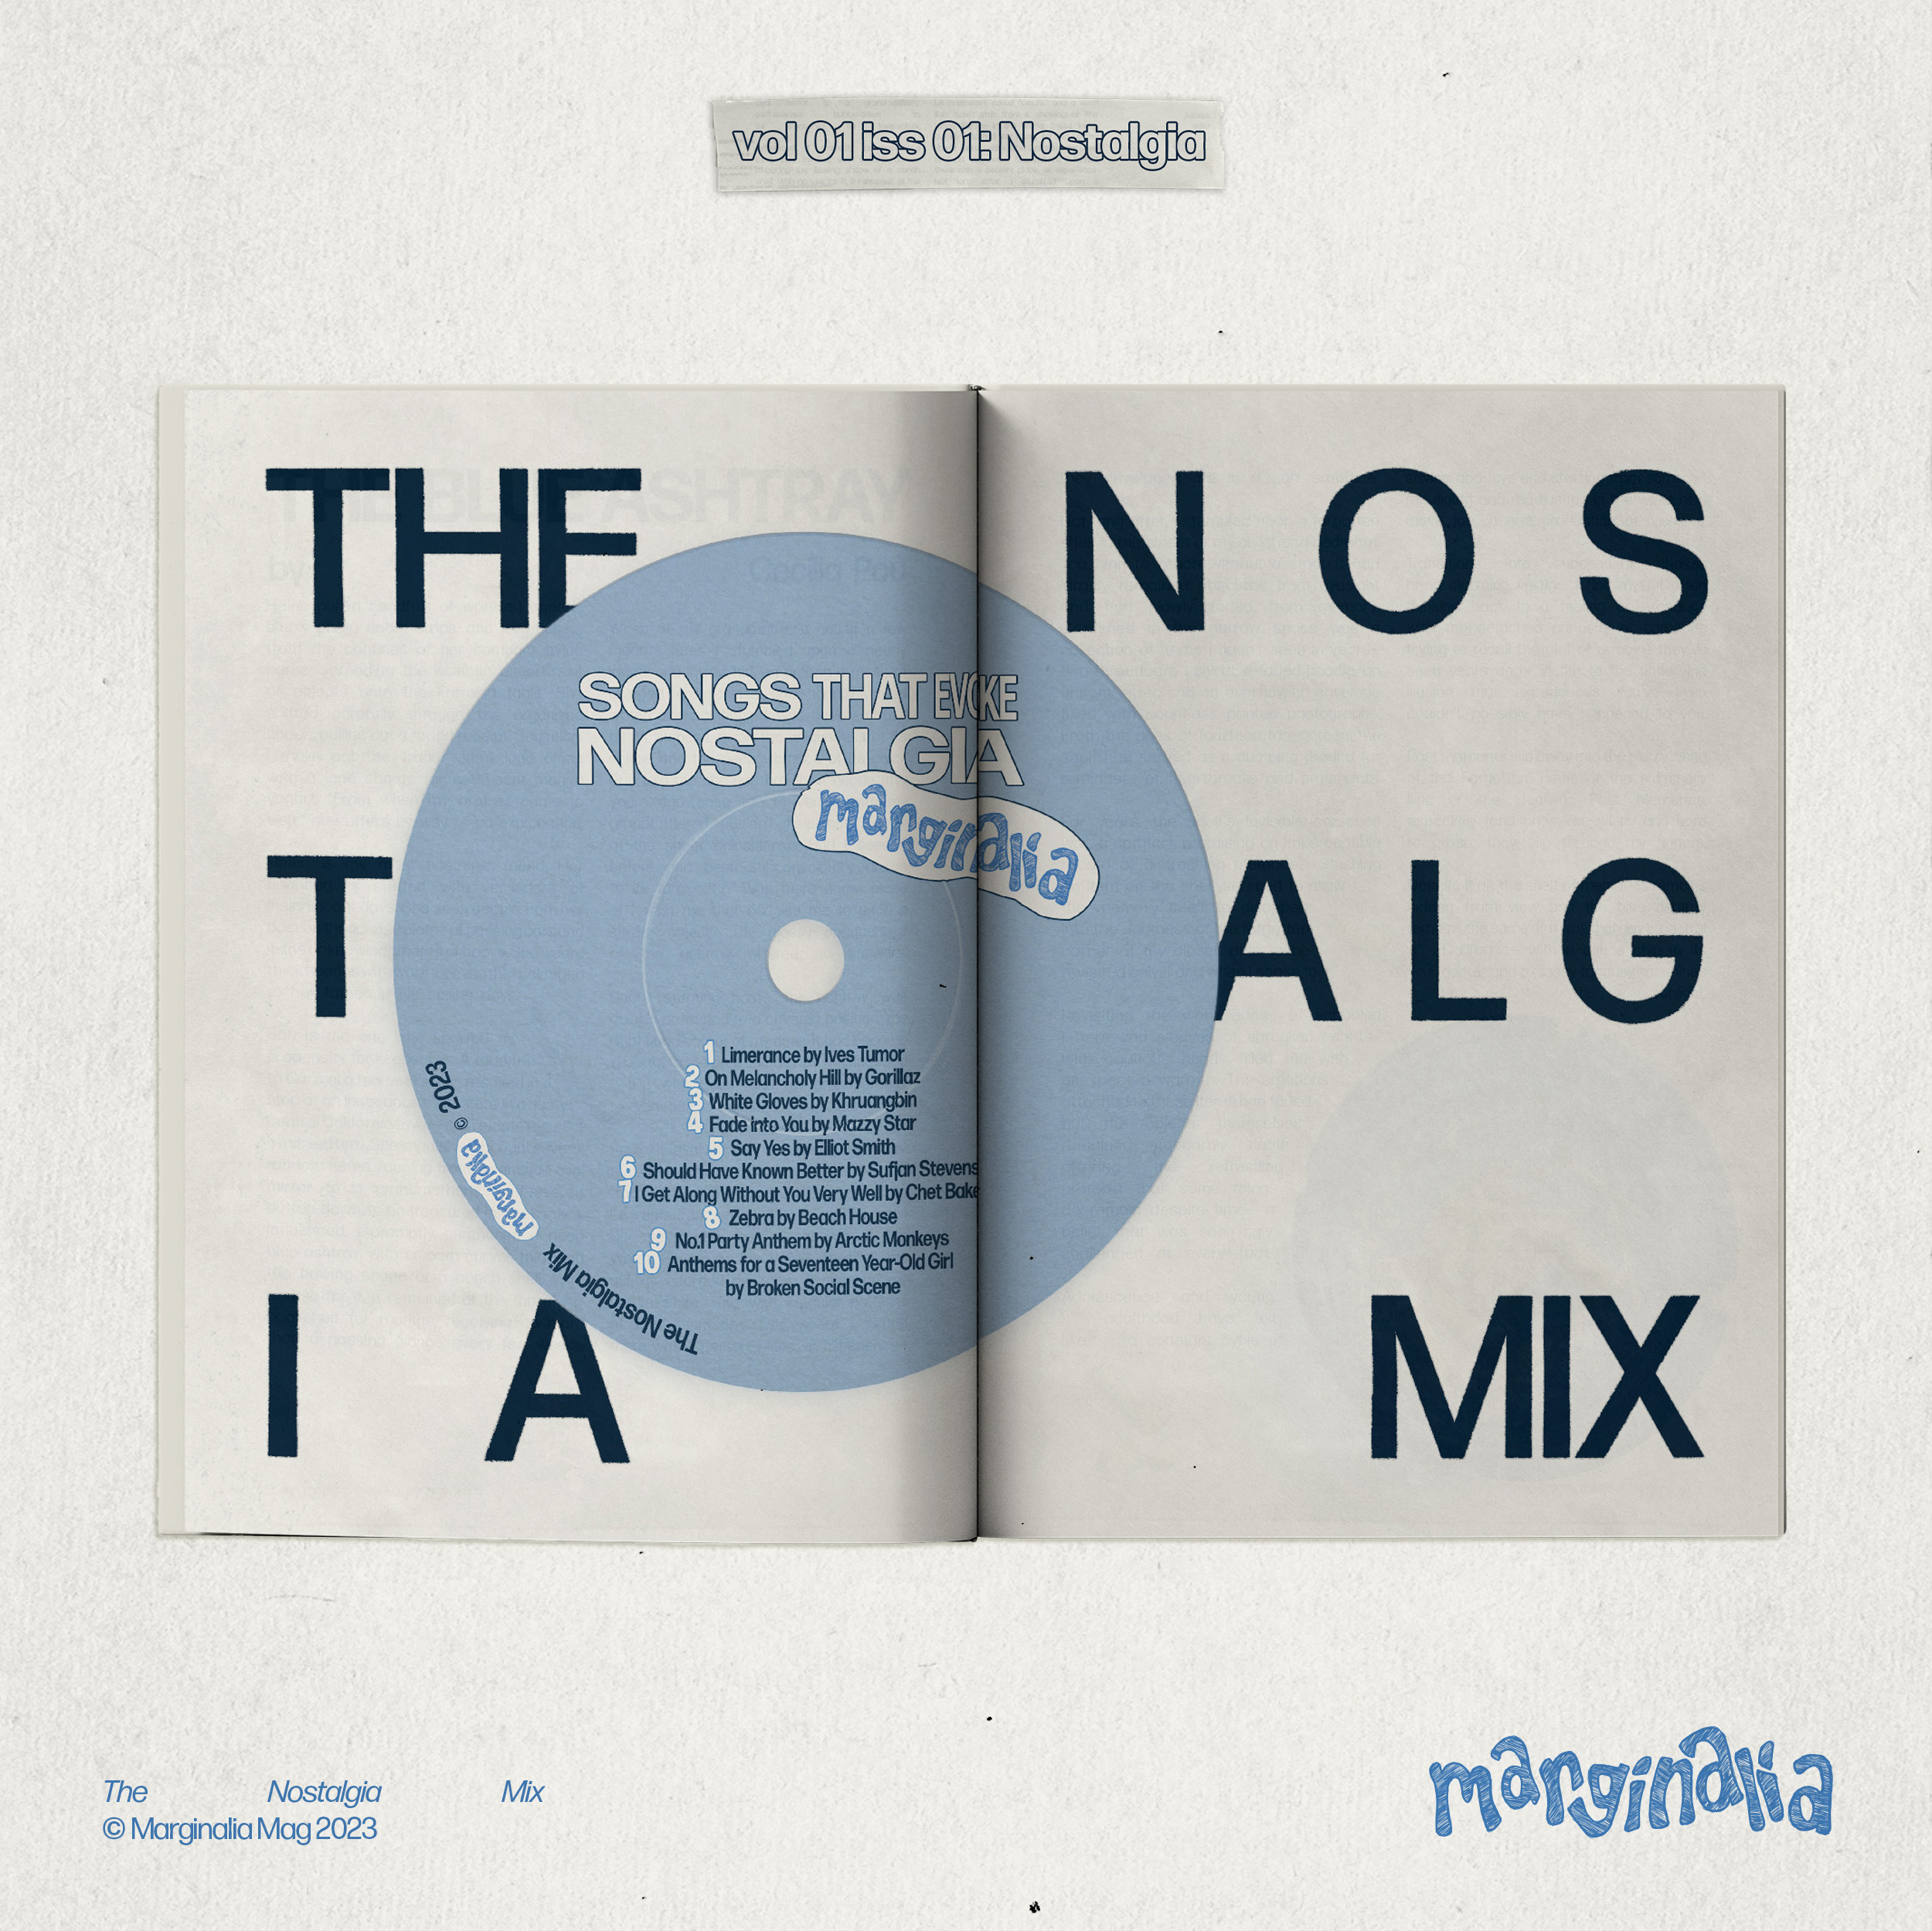 vol 01 iss 01: Nostalgia
THE NOS
T ALG
I A MIX
SONGS THAT EVOKE
NOSTALGIA
marginalia
1 Limerance by Ives Tumor
2 On Melancholy Hill by Gorillaz
3 White Gloves by Khruangbin
4 Fade into You by Mazzy Star
5 Say Yes by Elliot Smith
6 Should Have Known Better by Sufjan Stevens
7 I Get Along Without You Very Well by Chet Bake
8 Zebra by Beach House
9 No.1 Party Anthem by Arctic Monkeys
10 Anthems for a Seventeen Year-Old Girl
by Broken Social Scene
The Nostalgia Mix marginalia © 2023
THE BLUE ASHTRAY
by Cecilia
The Nostalgia Mix
© Marginalia Mag 2023
marginalia